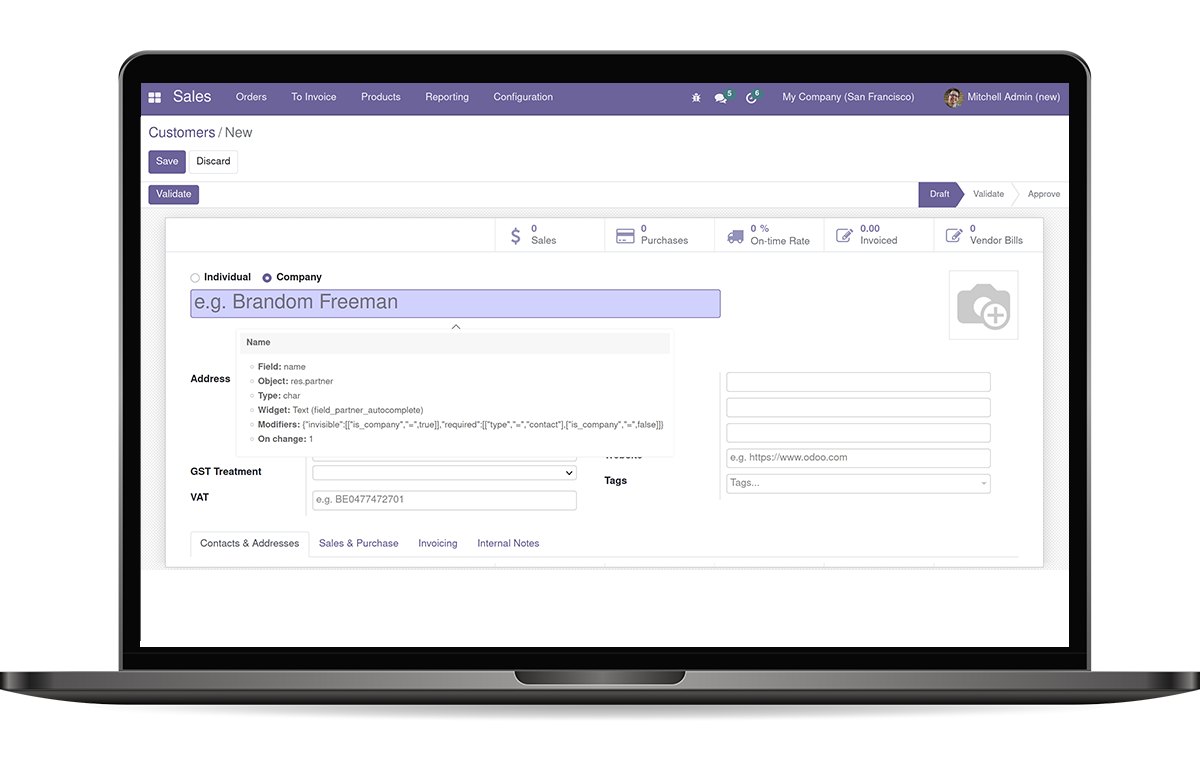 Sales Orders To Invoice Products Reporting Configuration 5 6 My Company (San Francisco) Mitchell Admin (new)
Customers / New
Save Discard
Validate Draft Validate Approve
0 Sales
0 Purchases
0 % On-time Rate
0.00 Invoiced
0 Vendor Bills
Individual Company
e.g. Brandom Freeman
Name
Field: name
Address
Object: res.partner
Type: char
Widget: Text (field_partner_autocomplete)
Modifiers: {"invisible":[["is_company","=",true]],"required":[["type","=","contact"],["is_company","=",false]]}
On change: 1
Website e.g. https://www.odoo.com
GST Treatment
Tags Tags...
VAT e.g. BE0477472701
Contacts & Addresses Sales & Purchase Invoicing Internal Notes